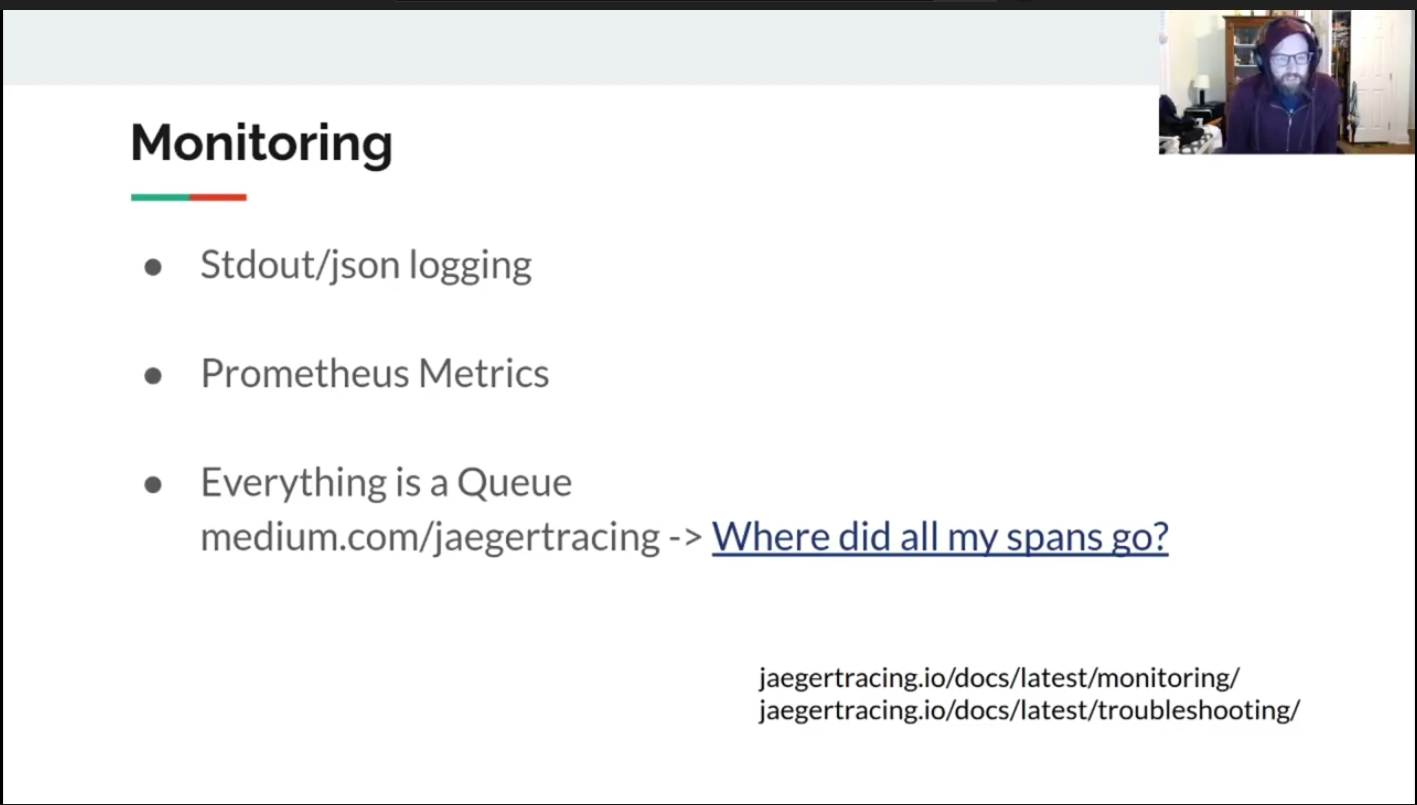 Monitoring
● Stdout/json logging
● Prometheus Metrics
● Everything is a Queue
medium.com/jaegertracing -> Where did all my spans go?
jaegertracing.io/docs/latest/monitoring/
jaegertracing.io/docs/latest/troubleshooting/